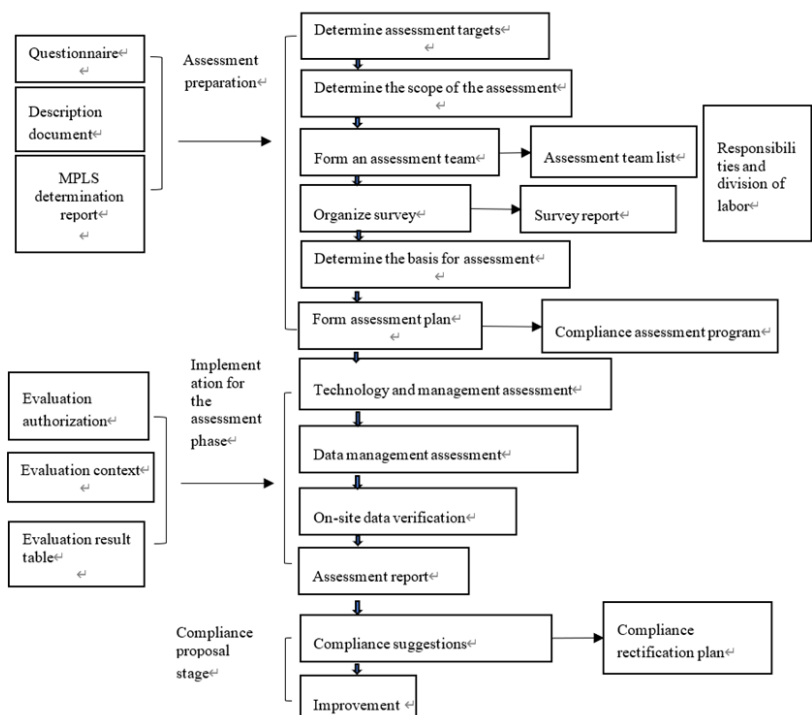 Questionnaire↵
↵
Description
document↵
MPLS
determination
report↵
↵
Assessment
preparation↵
Determine assessment targets↵
↵
Determine the scope of the assessment↵
↵
Form an assessment team↵
↵
Assessment team list↵
Responsibili
ties and
division of
labor↵
Organize survey↵
↵
Survey report↵
Determine the basis for assessment↵
↵
Form assessment plan↵
↵
Compliance assessment program↵
Evaluation
authorization↵
Evaluation context↵
↵
Evaluation result
table↵
↵
Implement
ation for
the
assessment
phase↵
Technology and management assessment↵
Data management assessment↵
On-site data verification↵
Assessment report↵
Compliance
proposal
stage↵
Compliance suggestions↵
Compliance
rectification plan↵
Improvement ↵